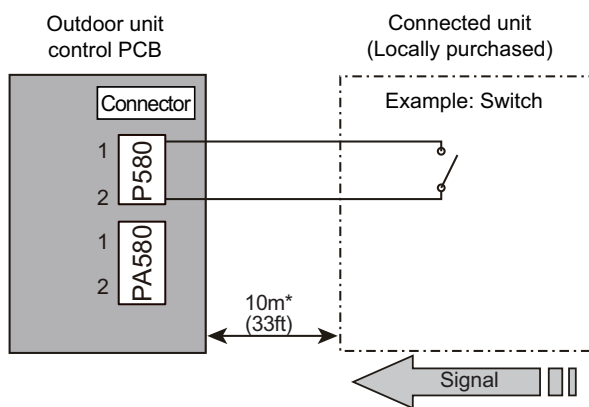 Outdoor unit
control PCB
Connected unit
(Locally purchased)
Connector
Example: Switch
1
P580
2
1
PA580
2
10m*
(33ft)
Signal